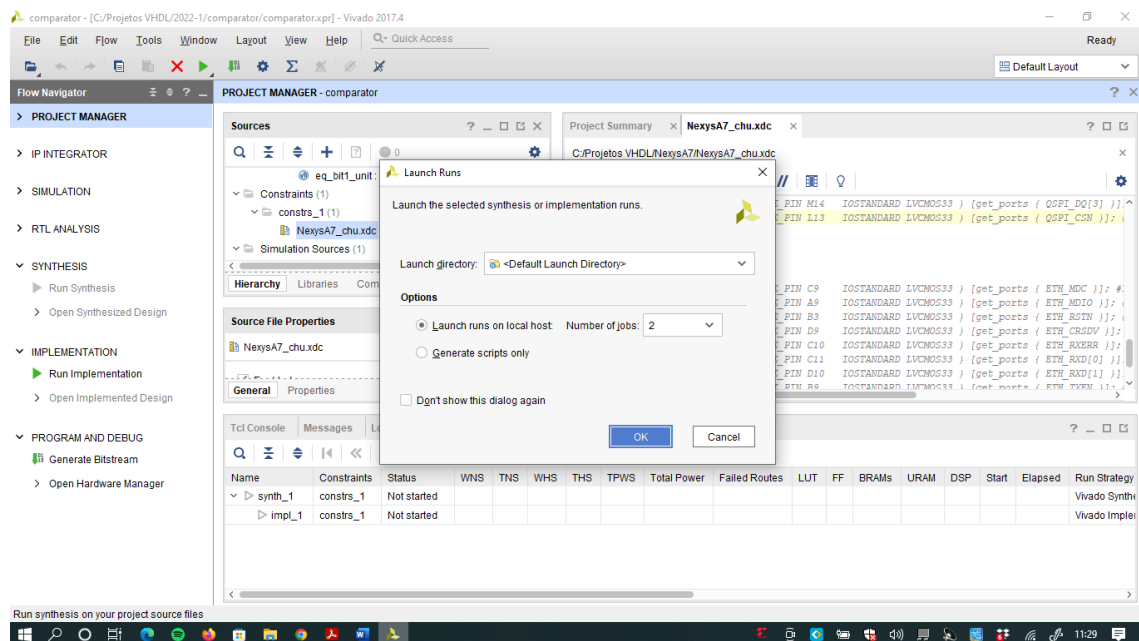 comparator - [C:/Projetos VHDL/2022-1/comparator/comparator.xpr] - Vivado 2017.4
File Edit Flow Tools Window Layout View Help Quick Access Ready
Default Layout
Flow Navigator ? PROJECT MANAGER - comparator ?
PROJECT MANAGER
IP INTEGRATOR
SIMULATION
RTL ANALYSIS
SYNTHESIS
Run Synthesis
Open Synthesized Design
IMPLEMENTATION
Run Implementation
Open Implemented Design
PROGRAM AND DEBUG
Generate Bitstream
Open Hardware Manager
Sources ?
0
eq_bit1_unit :
Constraints (1)
constrs_1 (1)
NexysA7_chu.xdc
Simulation Sources (1)
Hierarchy Libraries
Source File Properties
NexysA7_chu.xdc
General Properties
Project Summary NexysA7_chu.xdc ?
C:/Projetos VHDL/NexysA7/NexysA7_chu.xdc
//
PIN M14 IOSTANDARD LVCMOS33 } [get_ports { QSPI_DQ[3] }]
PIN L13 IOSTANDARD LVCMOS33 } [get_ports { QSPI_CSN }];
PIN C9 IOSTANDARD LVCMOS33 } [get_ports { ETH_MDC }]; #
PIN A9 IOSTANDARD LVCMOS33 } [get_ports { ETH_MDIO }];
PIN B3 IOSTANDARD LVCMOS33 } [get_ports { ETH_RSTN }];
PIN D9 IOSTANDARD LVCMOS33 } [get_ports { ETH_CRSDV }];
PIN C10 IOSTANDARD LVCMOS33 } [get_ports { ETH_RXERR }];
PIN C11 IOSTANDARD LVCMOS33 } [get_ports { ETH_RXD[0] }]
PIN D10 IOSTANDARD LVCMOS33 } [get_ports { ETH_RXD[1] }]
PIN B9 IOSTANDARD LVCMOS33 } [get_ports { ETH_TXEN }];
Launch Runs
Launch the selected synthesis or implementation runs.
Launch directory: <Default Launch Directory>
Options
Launch runs on local host: Number of jobs: 2
Generate scripts only
Don't show this dialog again
OK Cancel
Tcl Console Messages ?
Name Constraints Status WNS TNS WHS THS TPWS Total Power Failed Routes LUT FF BRAMs URAM DSP Start Elapsed Run Strategy
synth_1 constrs_1 Not started Vivado Synthe
impl_1 constrs_1 Not started Vivado Impler
Run synthesis on your project source files
11:29